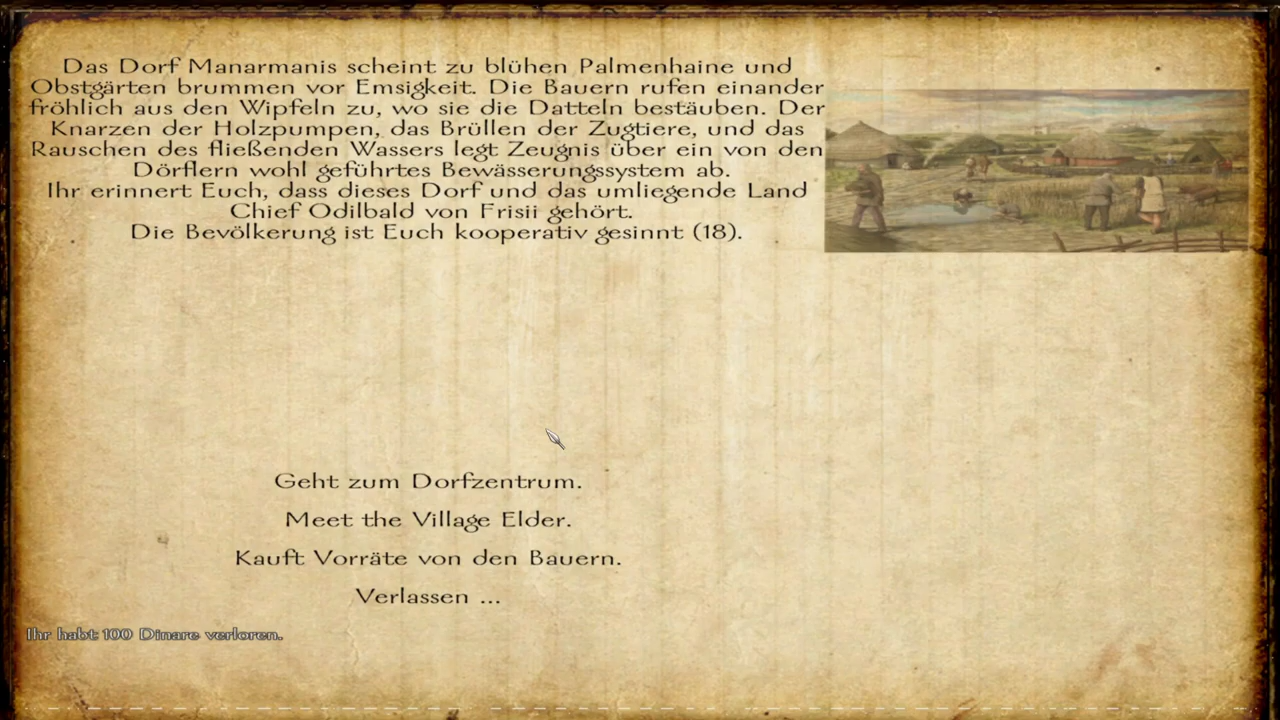 Das Dorf Manarmanis scheint zu blühen Palmenhaine und
Obstgärten brummen vor Emsigkeit. Die Bauern rufen einander
fröhlich aus den Wipfeln zu, wo sie die Datteln bestäuben. Der
Knarzen der Holzpumpen, das Brüllen der Zugtiere, und das
Rauschen des fließenden Wassers legt Zeugnis über ein von den
Dörflern wohl geführtes Bewässerungssystem ab.
Ihr erinnert Euch, dass dieses Dorf und das umliegende Land
Chief Odilbald von Frisii gehört.
Die Bevölkerung ist Euch kooperativ gesinnt (18).
Geht zum Dorfzentrum.
Meet the Village Elder.
Kauft Vorräte von den Bauern.
Verlassen ...
Ihr habt 100 Dinare verloren.